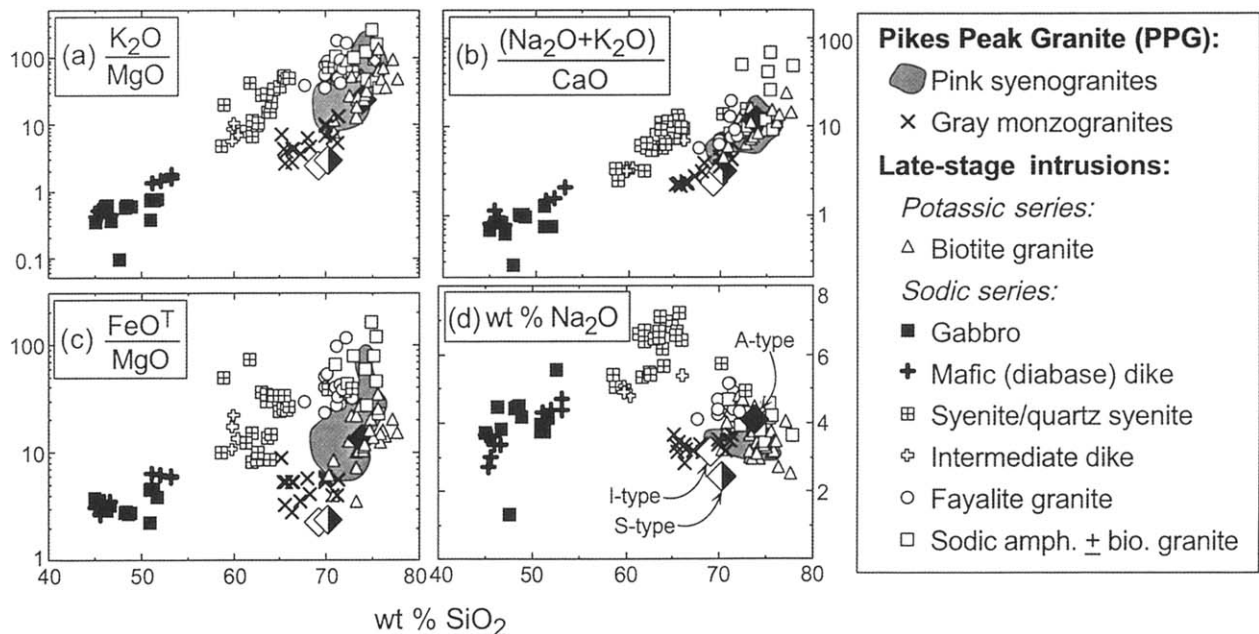 (a) K₂O
MgO
100
10
1
0.1
(b) (Na₂O+K₂O)
CaO
100
10
1
(c) FeOᵀ
MgO
100
10
1
40 50 60 70 80
(d) wt % Na₂O
8
6
4
2
A-type
I-type
S-type
50 60 70 80
wt % SiO₂
Pikes Peak Granite (PPG):
Pink syenogranites
Gray monzogranites
Late-stage intrusions:
Potassic series:
Biotite granite
Sodic series:
Gabbro
Mafic (diabase) dike
Syenite/quartz syenite
Intermediate dike
Fayalite granite
Sodic amph. ± bio. granite